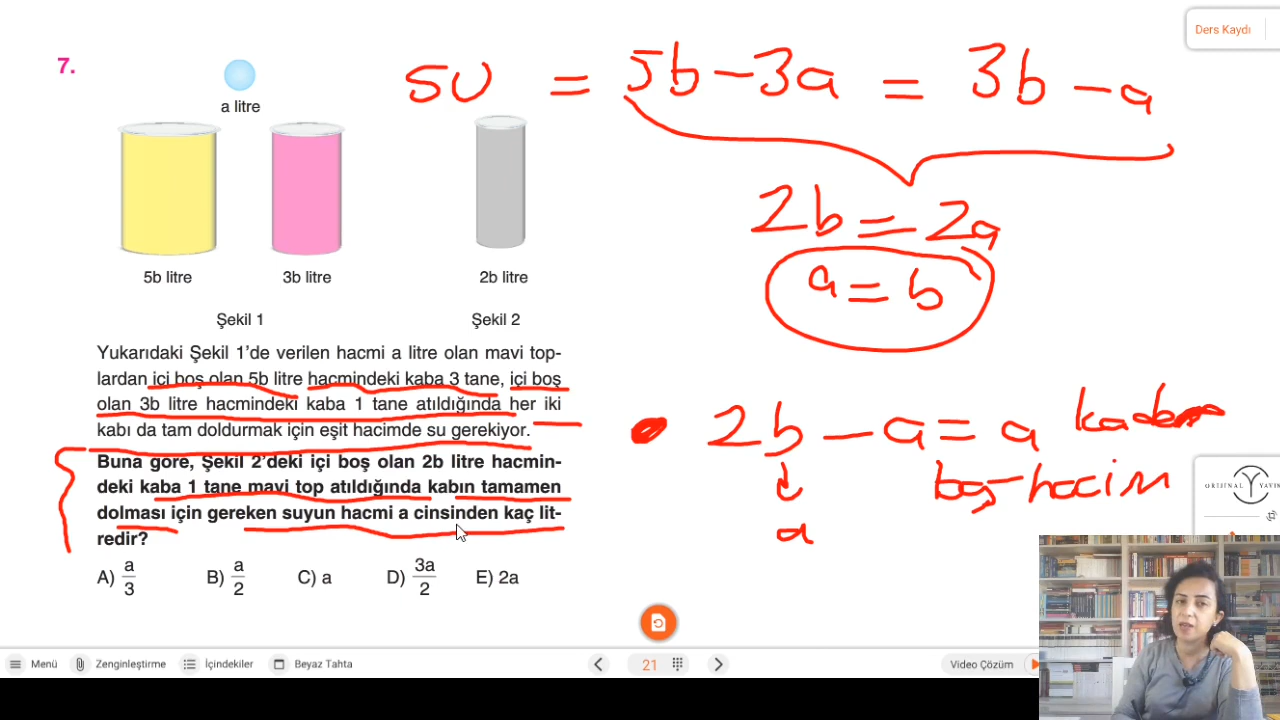 Ders Kaydı
7.
su = 5b - 3a = 3b - a
a litre
2b = 2a
a = b
5b litre
3b litre
2b litre
Şekil 1
Şekil 2
Yukarıdaki Şekil 1'de verilen hacmi a litre olan mavi top-
lardan içi boş olan 5b litre hacmindeki kaba 3 tane, içi boş
olan 3b litre hacmindeki kaba 1 tane atıldığında her iki
kabı da tam doldurmak için eşit hacimde su gerekiyor.
Buna göre, Şekil 2'deki içi boş olan 2b litre hacmin-
deki kaba 1 tane mavi top atıldığında kabın tamamen
dolması için gereken suyun hacmi a cinsinden kaç lit-
redir?
A) a/3 B) a/2 C) a D) 3a/2 E) 2a
2b - a = a kadar
boş hacim
a
ORİJİNAL YAYIN
Menü
Zenginleştirme
İçindekiler
Beyaz Tahta
21
Video Çözüm